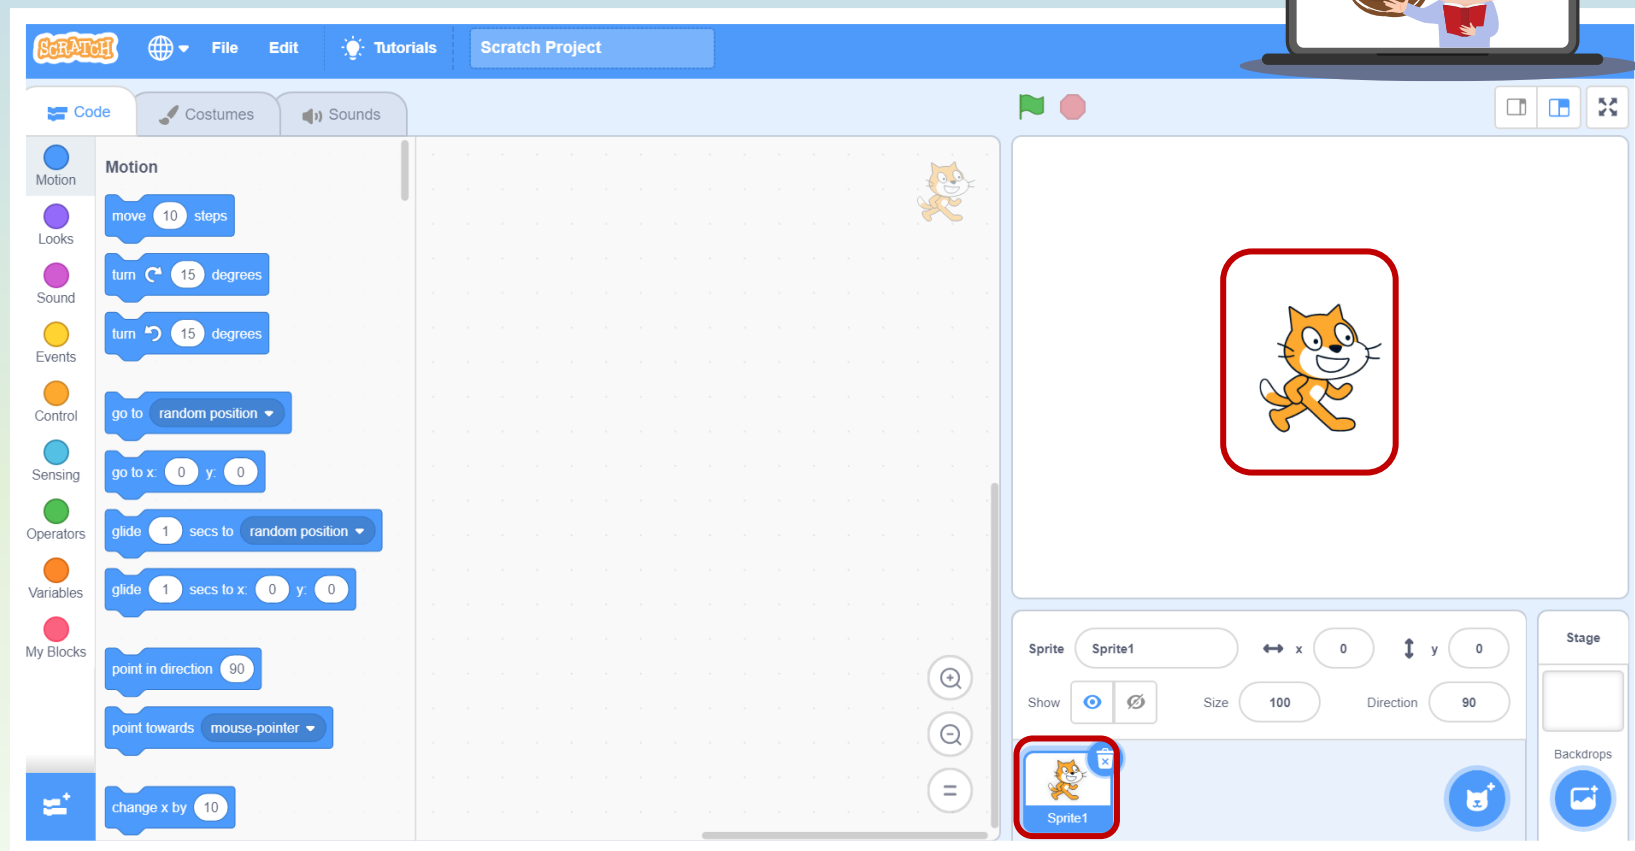 SCRATCH File Edit Tutorials Scratch Project
Code Costumes Sounds
Motion
Looks
Sound
Events
Control
Sensing
Operators
Variables
My Blocks
Motion
move 10 steps
turn 15 degrees
turn 15 degrees
go to random position
go to x: 0 y: 0
glide 1 secs to random position
glide 1 secs to x: 0 y: 0
point in direction 90
point towards mouse-pointer
change x by 10
Sprite Sprite1 x 0 y 0
Show Size 100 Direction 90
Sprite1
Stage
Backdrops